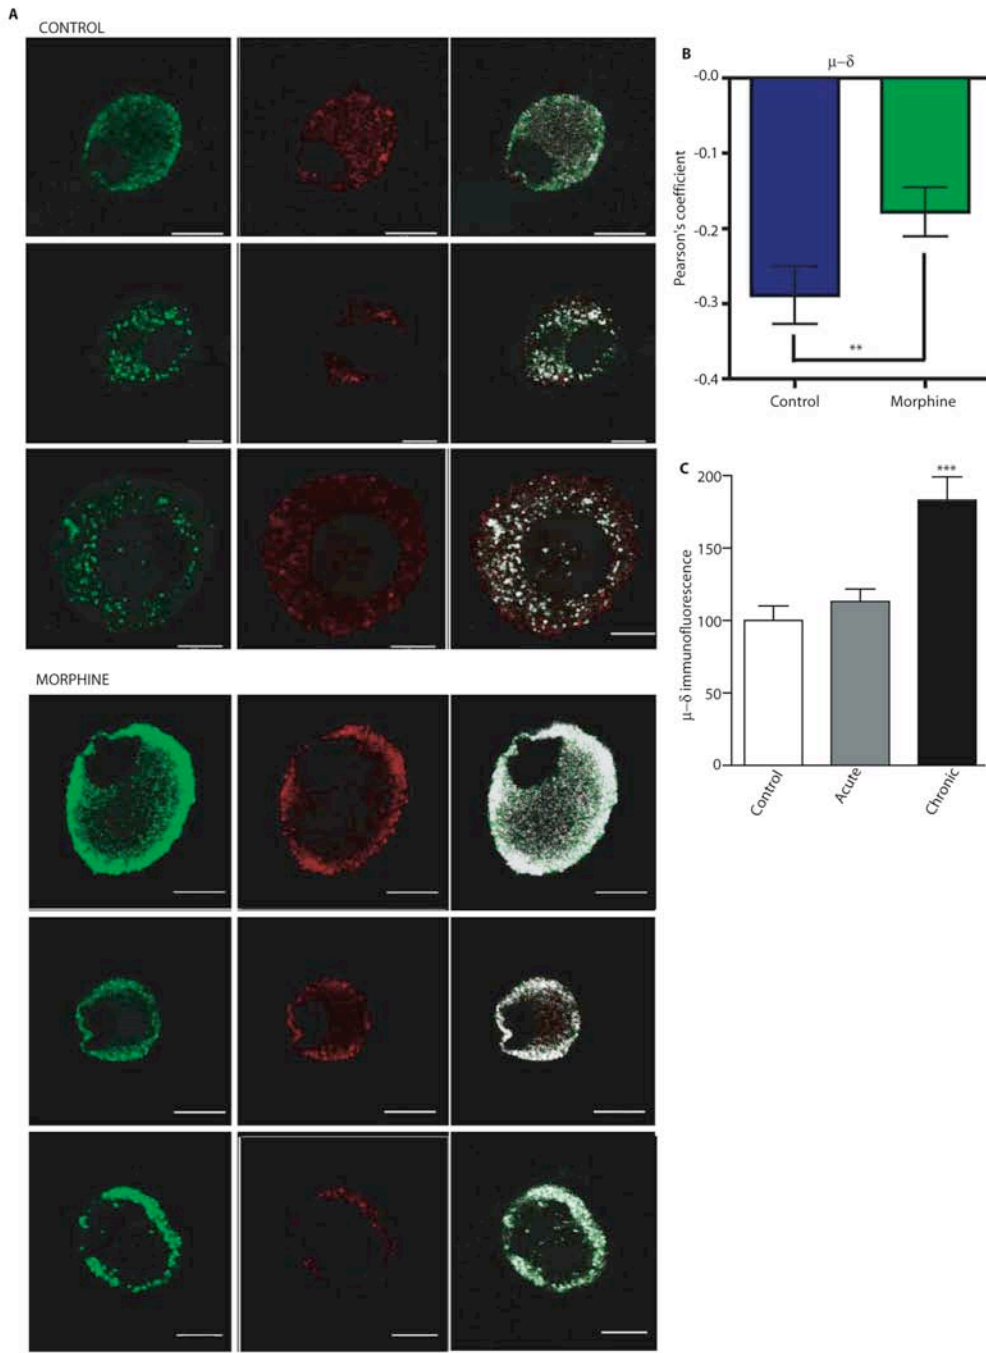 A
CONTROL
MORPHINE
B
μ–δ
Pearson's coefficient
-0.0
-0.1
-0.2
-0.3
-0.4
**
Control
Morphine
C
μ–δ immunofluorescence
200
150
100
50
0
***
Control
Acute
Chronic